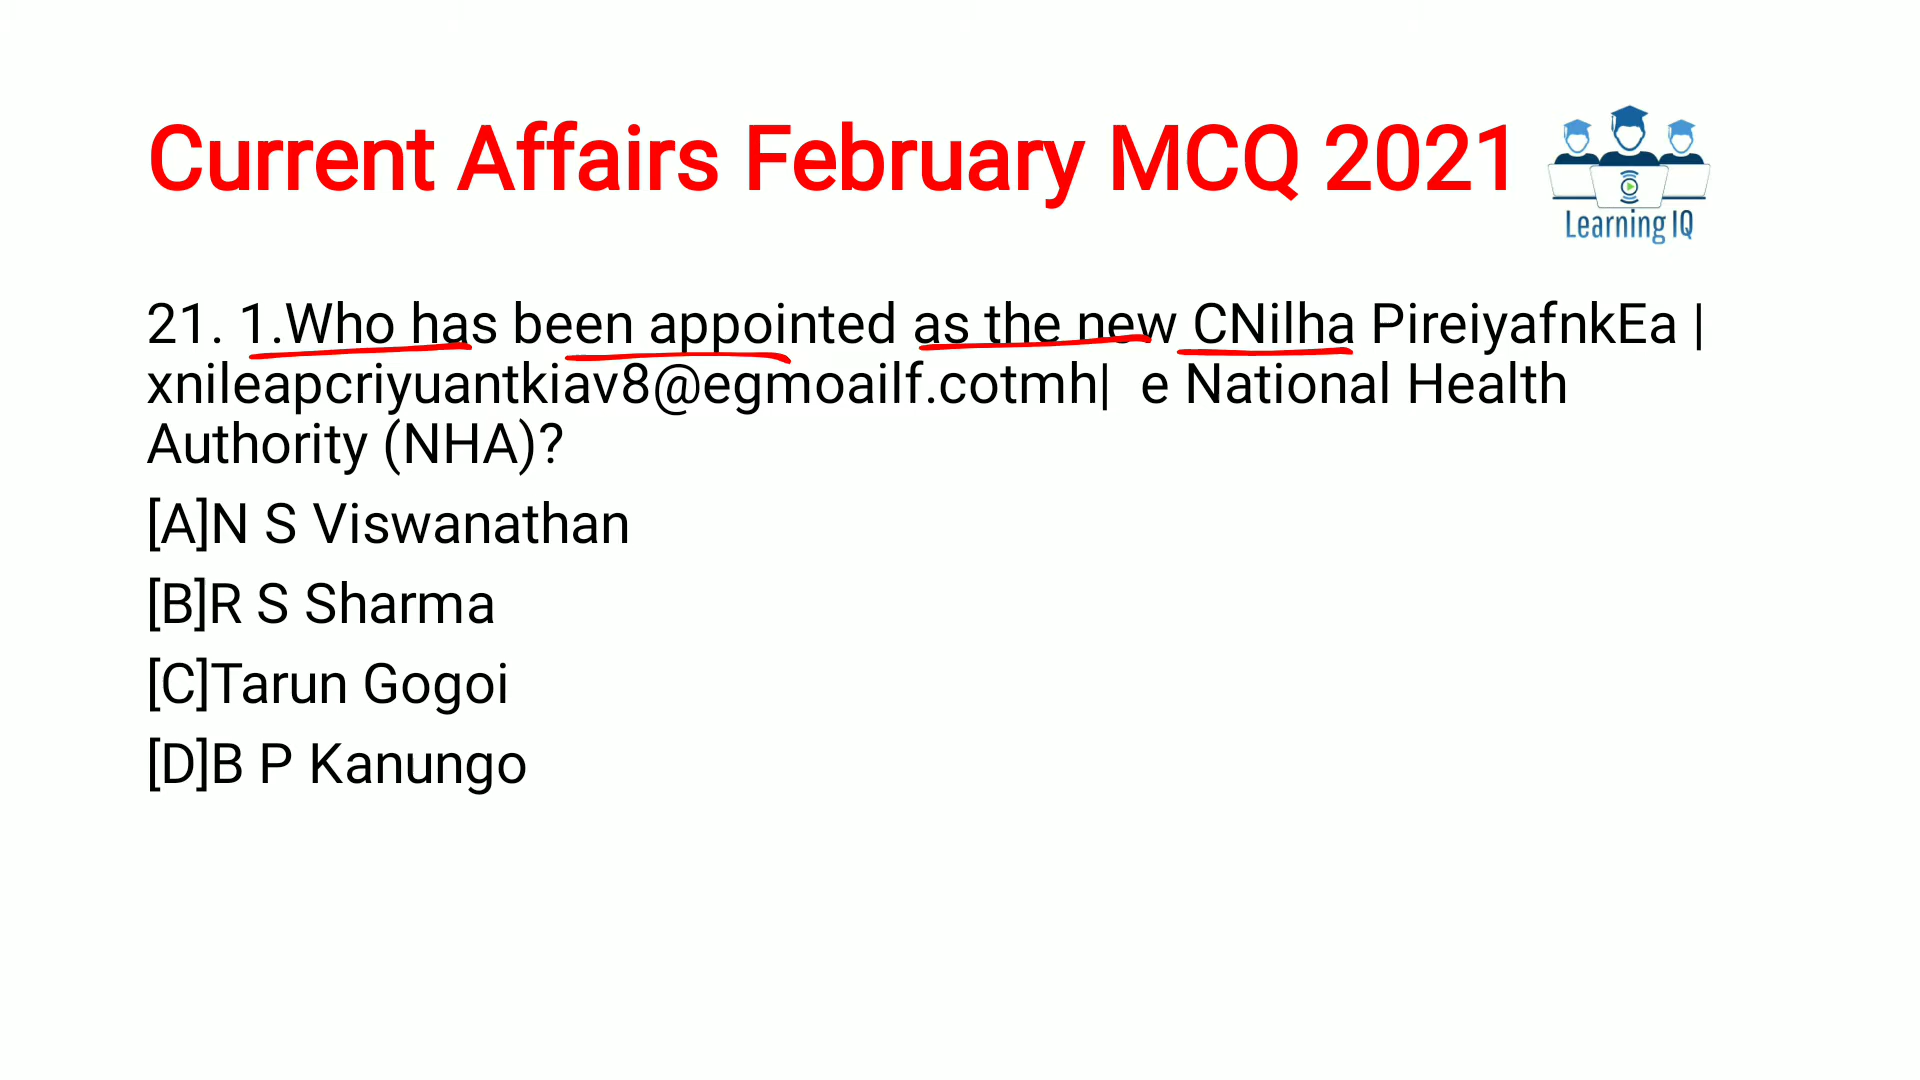 Current Affairs February MCQ 2021
Learning IQ
21. 1.Who has been appointed as the new CNilha PireiyafnkEa |
xnileapcriyuantkiav8@egmoailf.cotmh|  e National Health
Authority (NHA)?
[A]N S Viswanathan
[B]R S Sharma
[C]Tarun Gogoi
[D]B P Kanungo